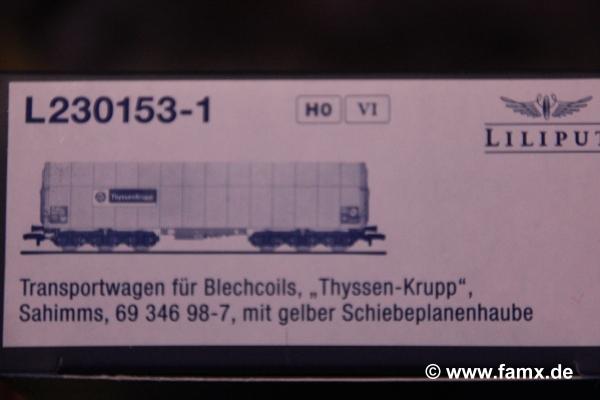 L230153-1 H0 VI
LILIPUT
ThyssenKrupp
Transportwagen für Blechcoils, „Thyssen-Krupp“,
Sahimms, 69 346 98-7, mit gelber Schiebeplanenhaube
© www.famx.de